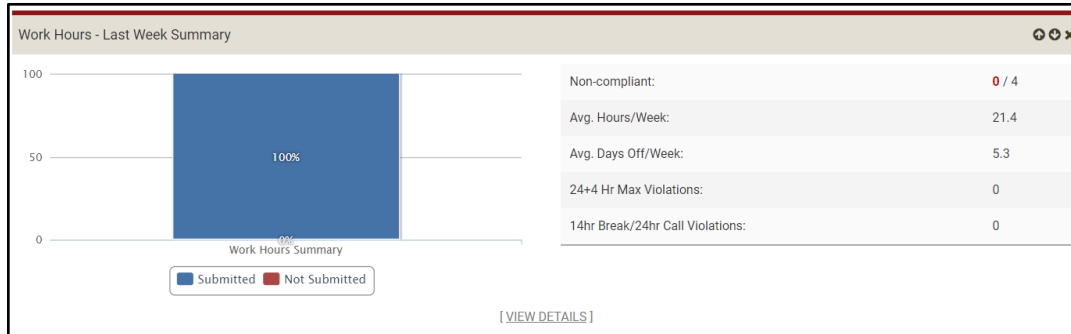 Work Hours - Last Week Summary
100
50
0
100%
0%
Work Hours Summary
Submitted Not Submitted
Non-compliant: 0 / 4
Avg. Hours/Week: 21.4
Avg. Days Off/Week: 5.3
24+4 Hr Max Violations: 0
14hr Break/24hr Call Violations: 0
[ VIEW DETAILS ]